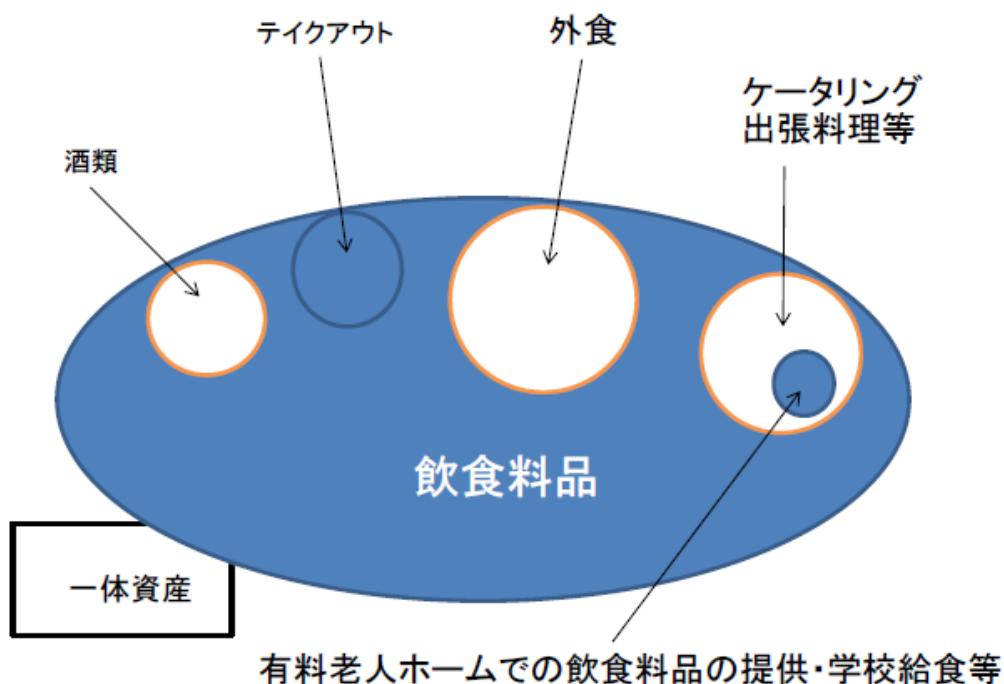 テイクアウト
外食
ケータリング
出張料理等
酒類
飲食料品
一体資産
有料老人ホームでの飲食料品の提供・学校給食等